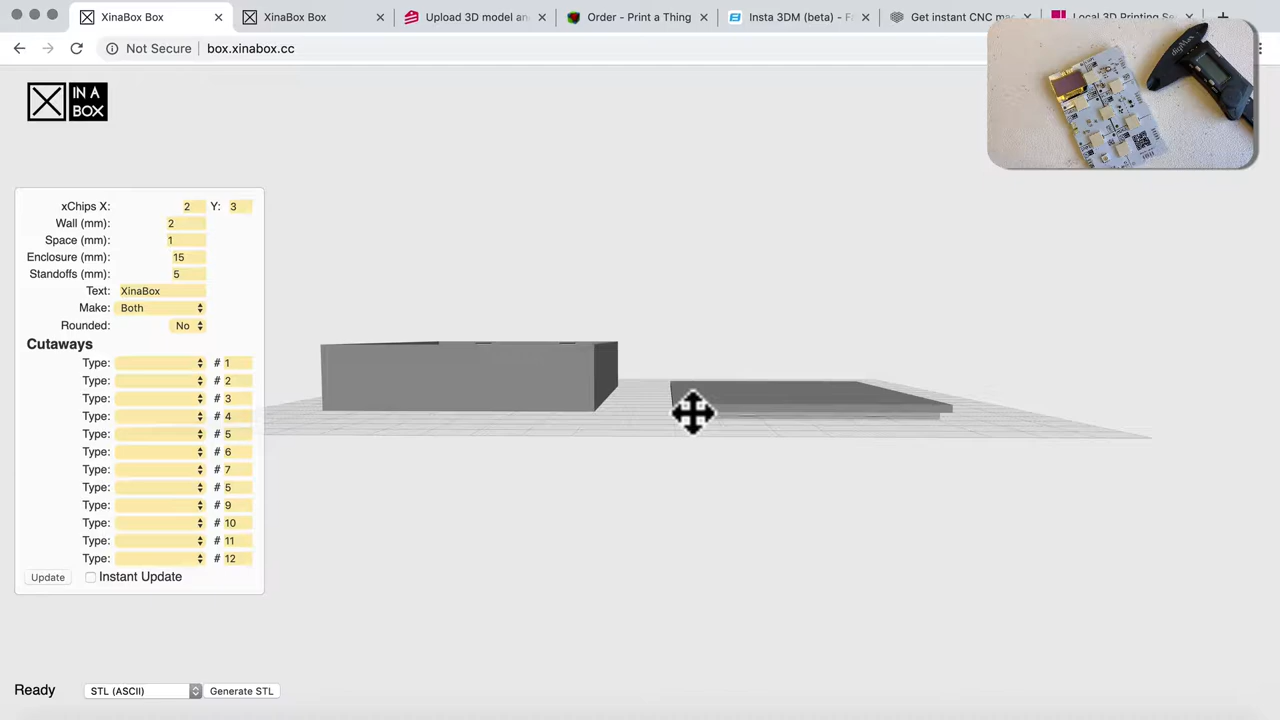 XinaBox Box
XinaBox Box
Upload 3D model an
Order - Print a Thing
Insta 3DM (beta) - F
Get instant CNC ma
Local 3D Printing Se
Not Secure
box.xinabox.cc
IN A
BOX
xChips X: 2 Y: 3
Wall (mm): 2
Space (mm): 1
Enclosure (mm): 15
Standoffs (mm): 5
Text: XinaBox
Make: Both
Rounded: No
Cutaways
Type: # 1
Type: # 2
Type: # 3
Type: # 4
Type: # 5
Type: # 6
Type: # 7
Type: # 5
Type: # 9
Type: # 10
Type: # 11
Type: # 12
Update Instant Update
Ready STL (ASCII) Generate STL